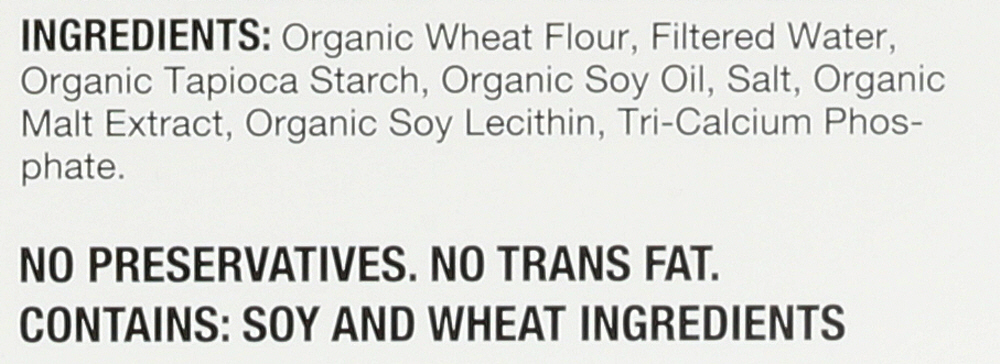 INGREDIENTS: Organic Wheat Flour, Filtered Water,
Organic Tapioca Starch, Organic Soy Oil, Salt, Organic
Malt Extract, Organic Soy Lecithin, Tri-Calcium Phos-
phate.
NO PRESERVATIVES. NO TRANS FAT.
CONTAINS: SOY AND WHEAT INGREDIENTS